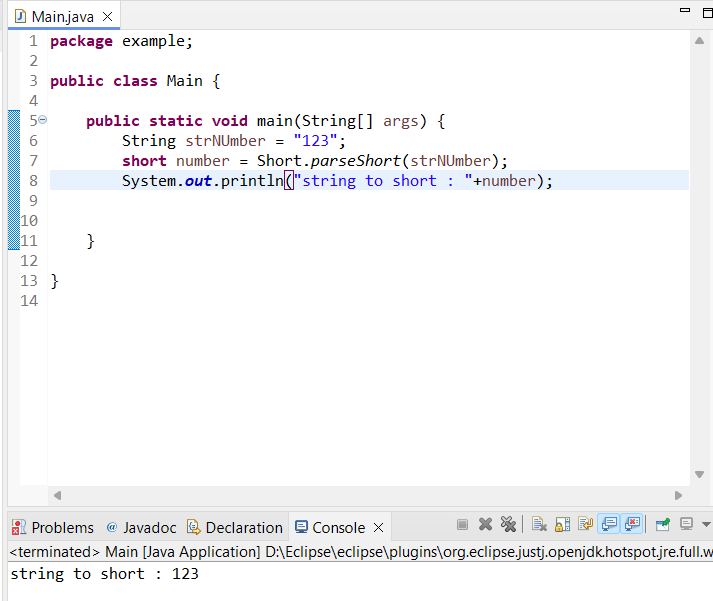 Main.java
1 package example;
2
3 public class Main {
4
5 public static void main(String[] args) {
6 String strNUmber = "123";
7 short number = Short.parseShort(strNUmber);
8 System.out.println("string to short : "+number);
9
10
11 }
12
13 }
14
Problems @ Javadoc Declaration Console
<terminated> Main [Java Application] D:\Eclipse\eclipse\plugins\org.eclipse.justj.openjdk.hotspot.jre.full.w
string to short : 123